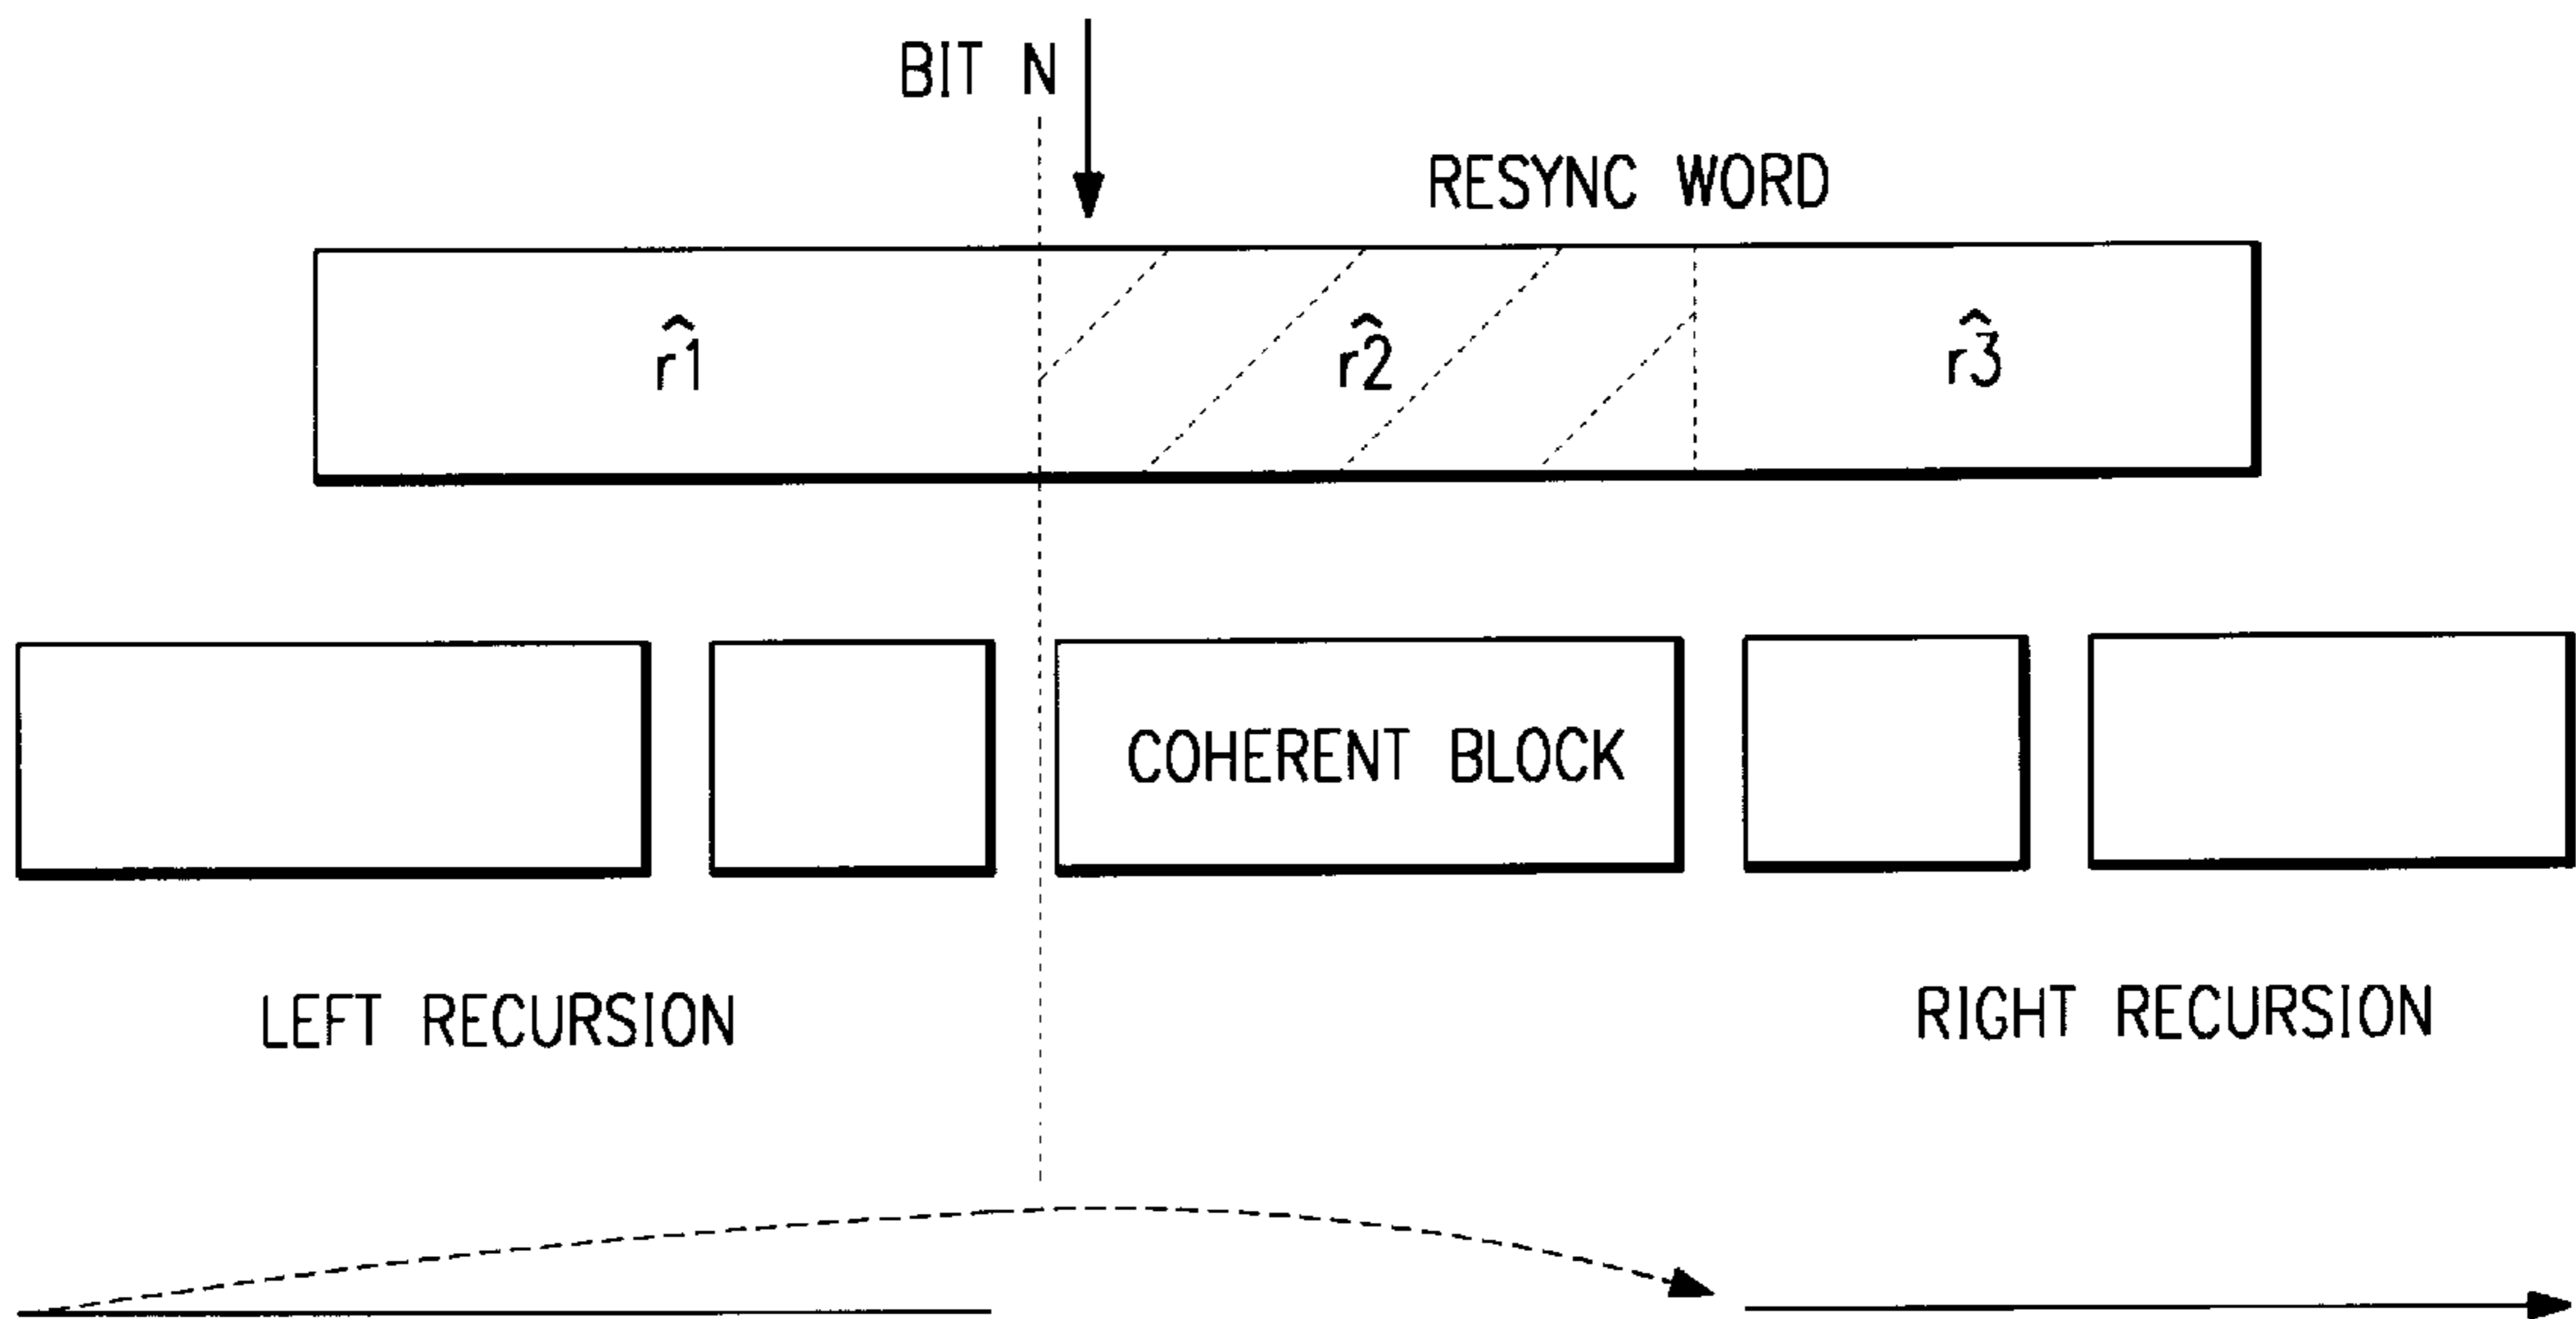 BIT N
RESYNC WORD
r̂1 r̂2 r̂3
COHERENT BLOCK
LEFT RECURSION RIGHT RECURSION